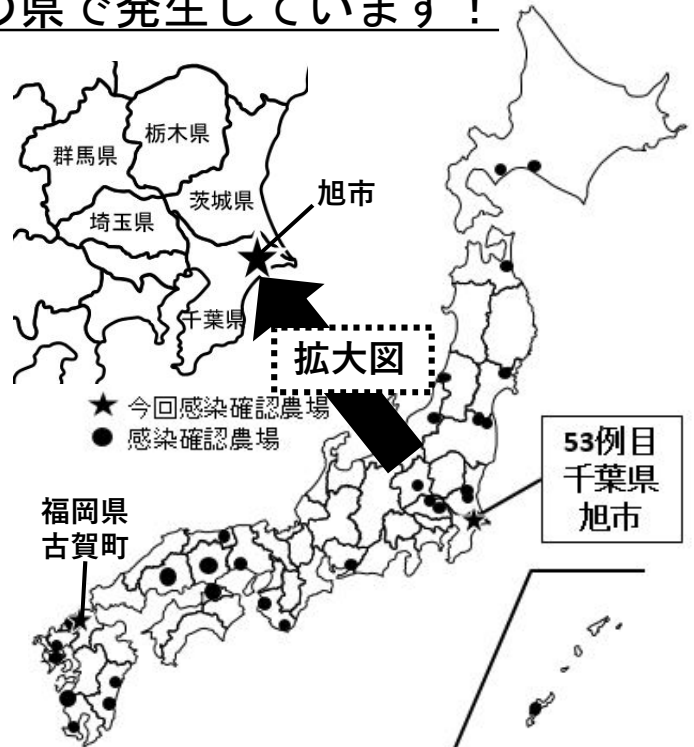 の県で発生しています！
群馬県
栃木県
埼玉県
茨城県
千葉県
旭市
拡大図
★ 今回感染確認農場
● 感染確認農場
53例目
千葉県
旭市
福岡県
古賀町